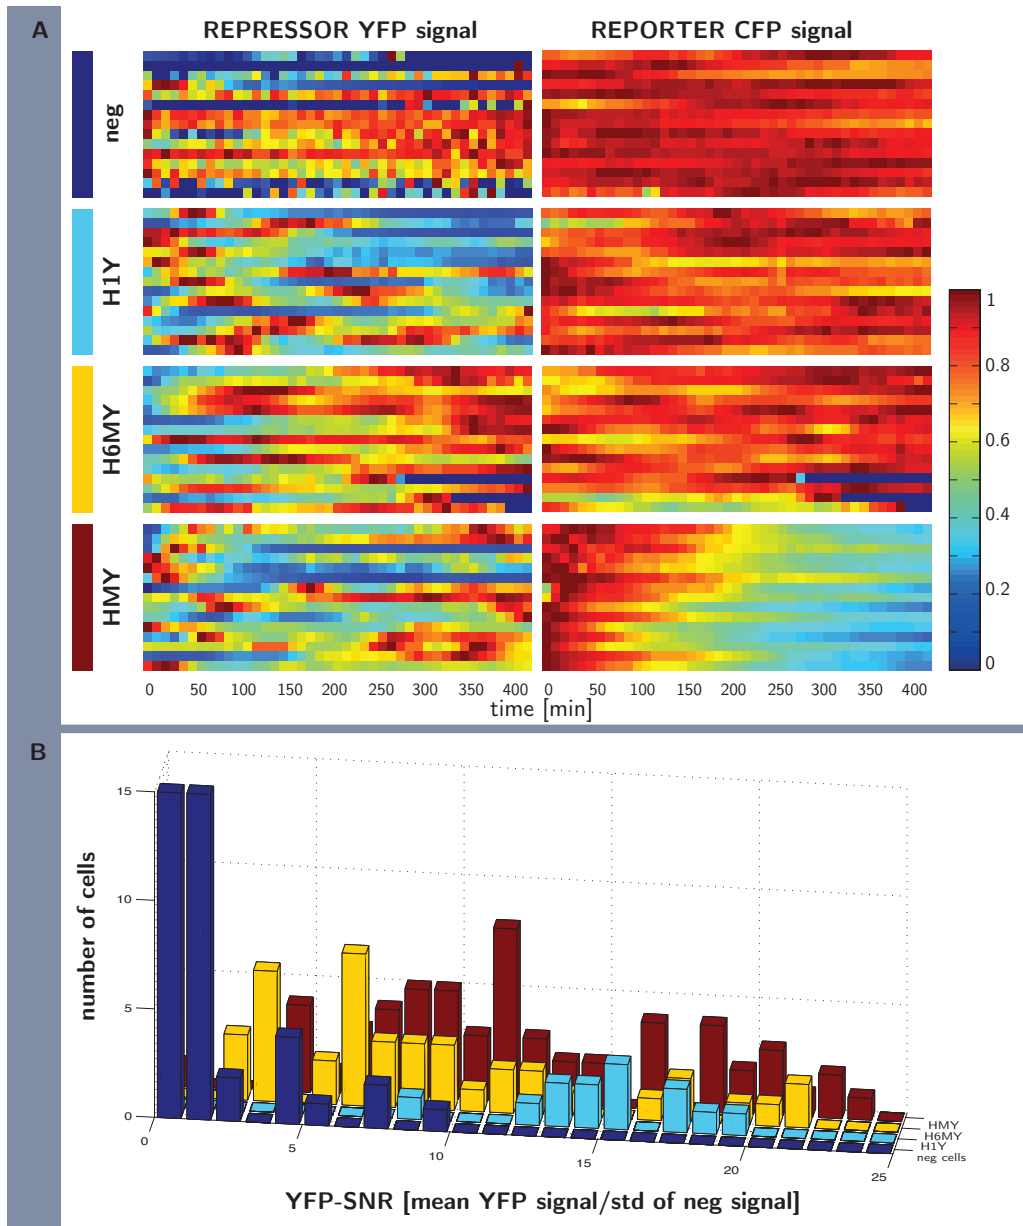 A
REPRESSOR YFP signal
REPORTER CFP signal
neg
H1Y
H6MY
HMY
1
0.8
0.6
0.4
0.2
0
0 50 100 150 200 250 300 350 400
0 50 100 150 200 250 300 350 400
time [min]
B
number of cells
15
10
5
0
0
5
10
15
20
25
HMY
H6MY
H1Y
neg cells
YFP-SNR [mean YFP signal/std of neg signal]